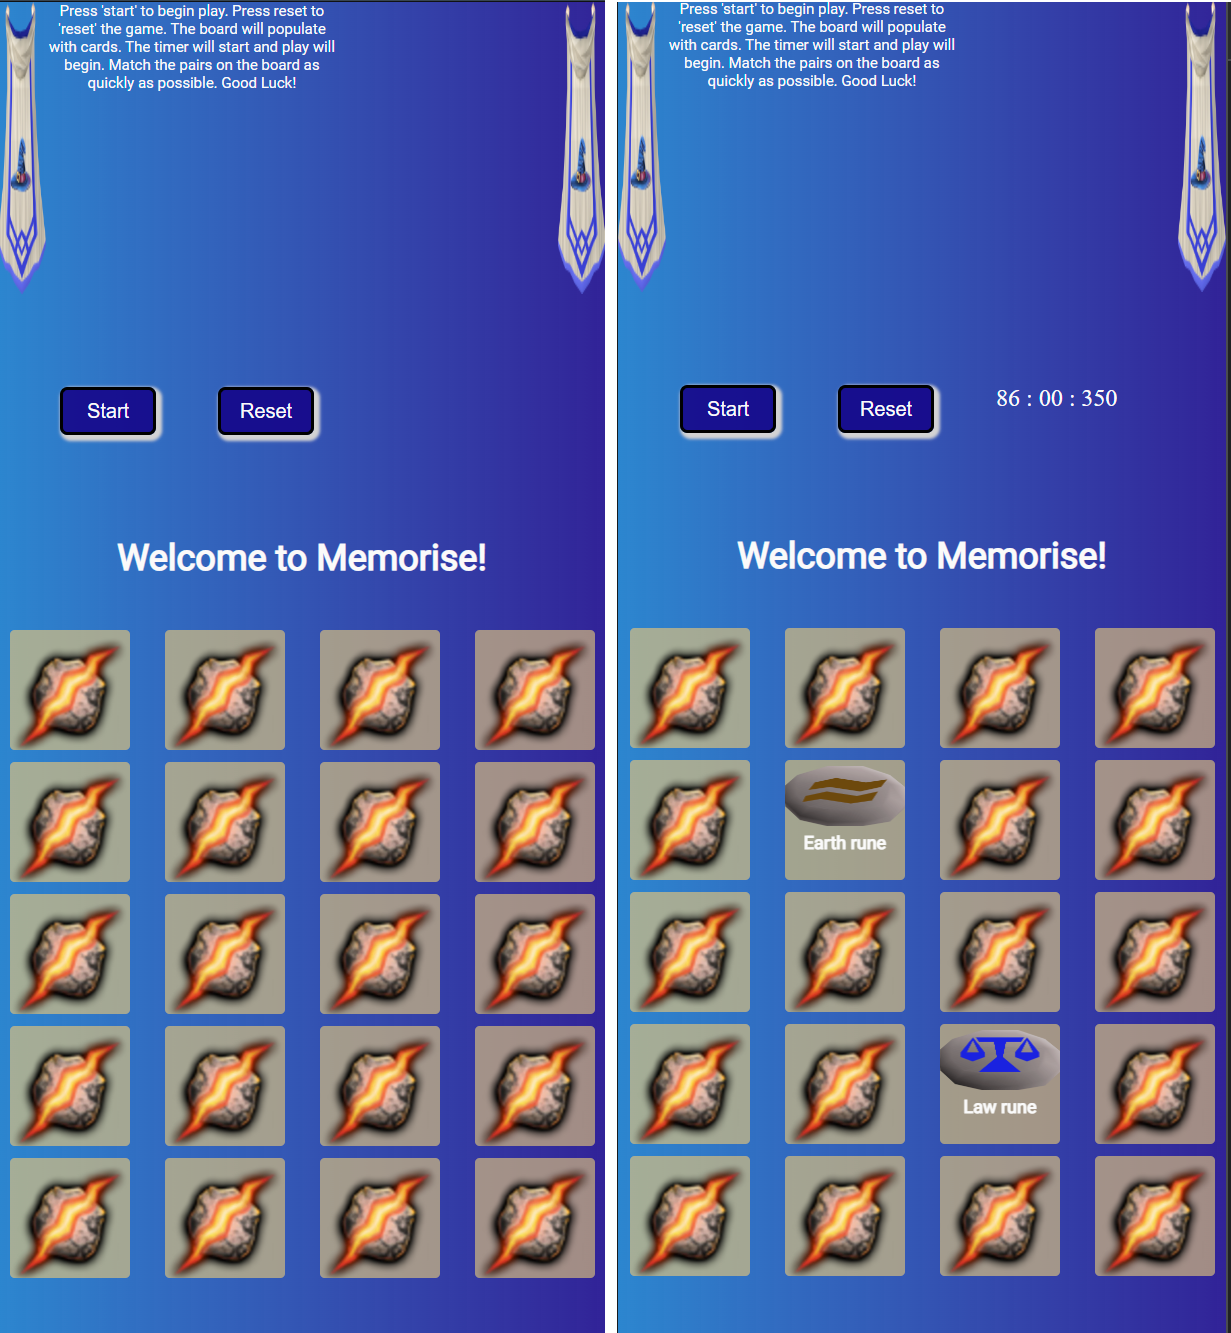 Press 'start' to begin play. Press reset to
'reset' the game. The board will populate
with cards. The timer will start and play will
begin. Match the pairs on the board as
quickly as possible. Good Luck!
Start
Reset
Welcome to Memorise!
Press 'start' to begin play. Press reset to
'reset' the game. The board will populate
with cards. The timer will start and play will
begin. Match the pairs on the board as
quickly as possible. Good Luck!
Start
Reset
86 : 00 : 350
Welcome to Memorise!
Earth rune
Law rune